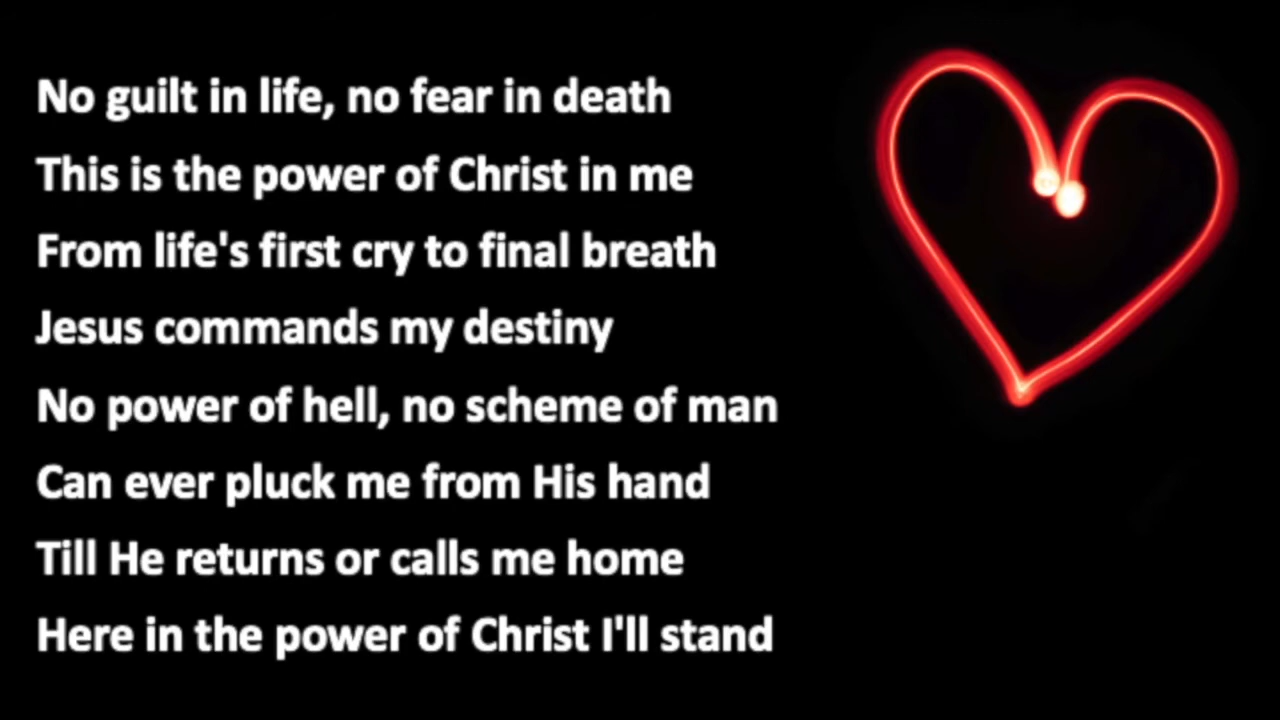 No guilt in life, no fear in death
This is the power of Christ in me
From life's first cry to final breath
Jesus commands my destiny
No power of hell, no scheme of man
Can ever pluck me from His hand
Till He returns or calls me home
Here in the power of Christ I'll stand